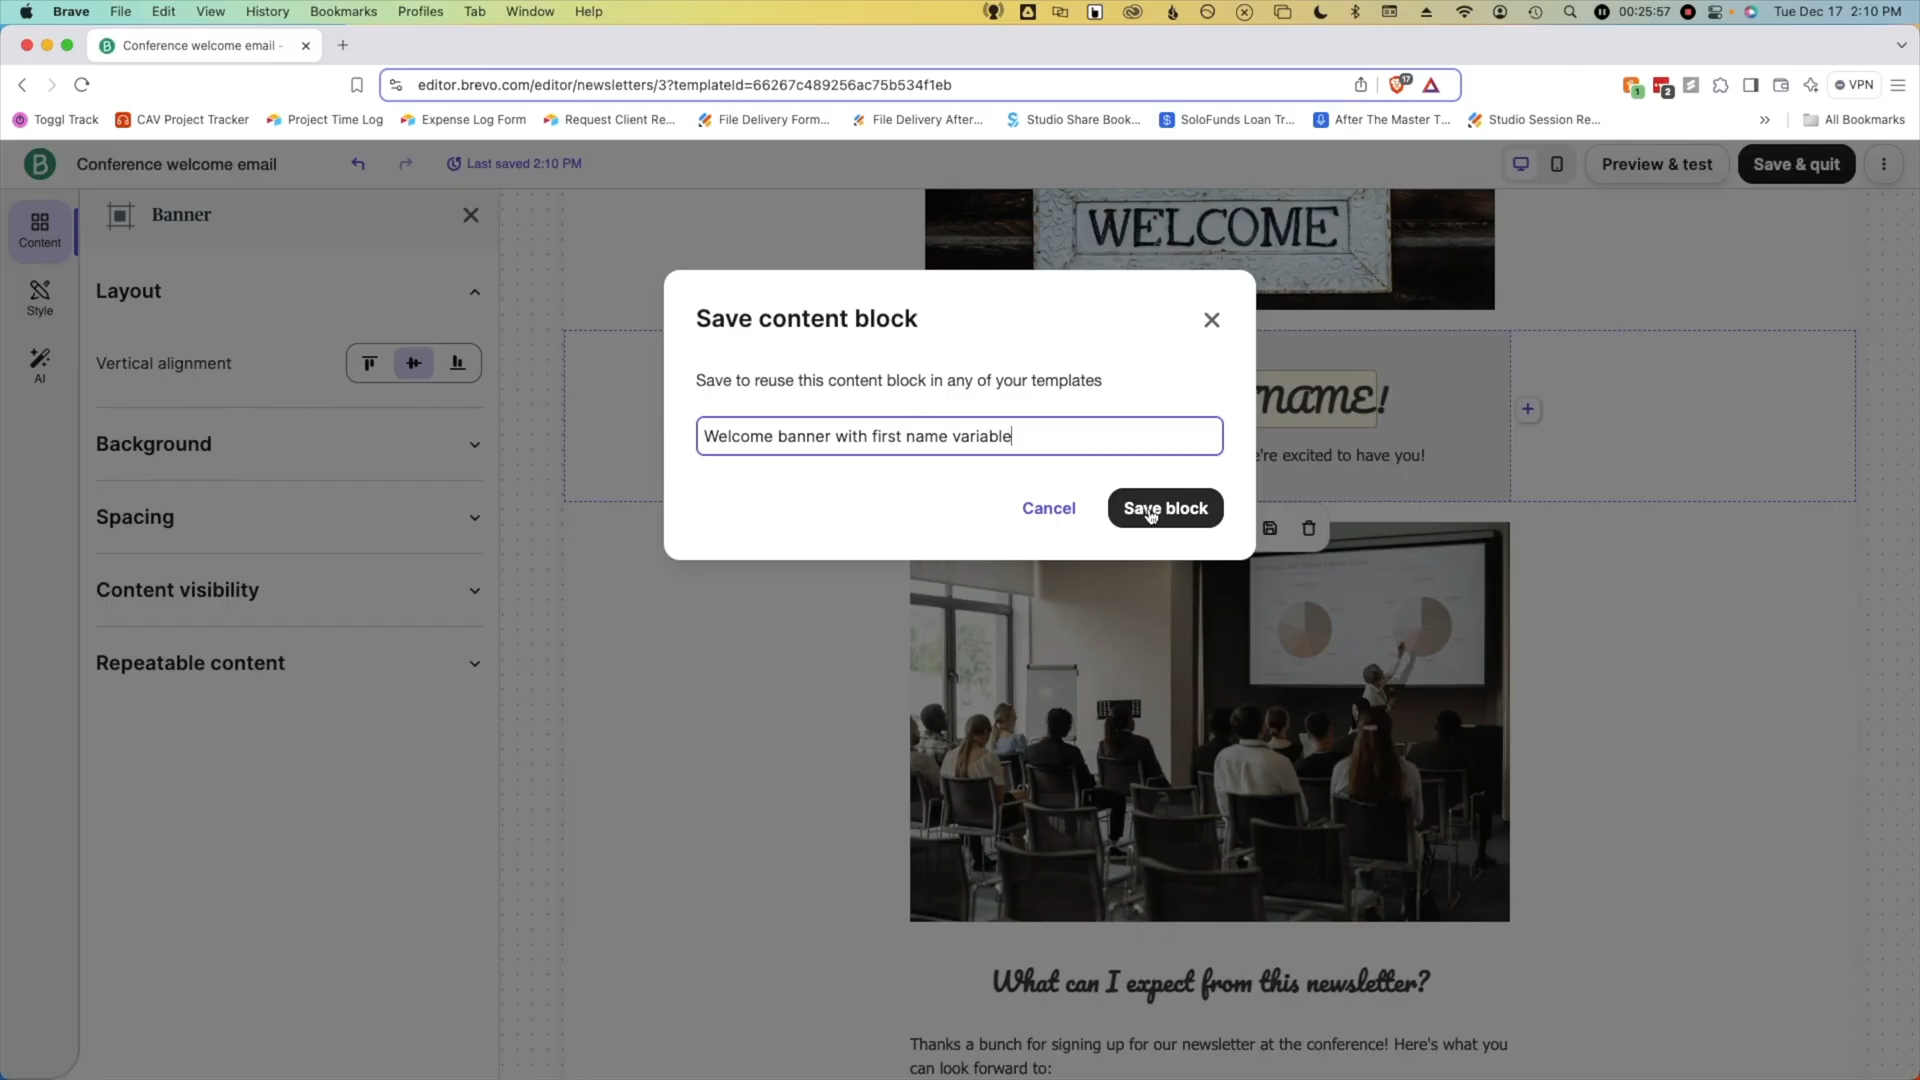 Brave File Edit View History Bookmarks Profiles Tab Window Help 00:25:57 Tue Dec 17 2:10 PM
Conference welcome email -
editor.brevo.com/editor/newsletters/3?templateId=66267c489256ac75b534f1eb 17 1 2 VPN
Toggl Track CAV Project Tracker Project Time Log Expense Log Form Request Client Re... File Delivery Form... File Delivery After... Studio Share Book... SoloFunds Loan Tr... After The Master T... Studio Session Re... » All Bookmarks
Conference welcome email Last saved 2:10 PM Preview & test Save & quit
Content
Style
AI
Banner
Layout
Vertical alignment
Background
Spacing
Content visibility
Repeatable content
WELCOME
Save content block
Save to reuse this content block in any of your templates
Welcome banner with first name variable
Cancel
Save block
name!
're excited to have you!
What can I expect from this newsletter?
Thanks a bunch for signing up for our newsletter at the conference! Here's what you
can look forward to: